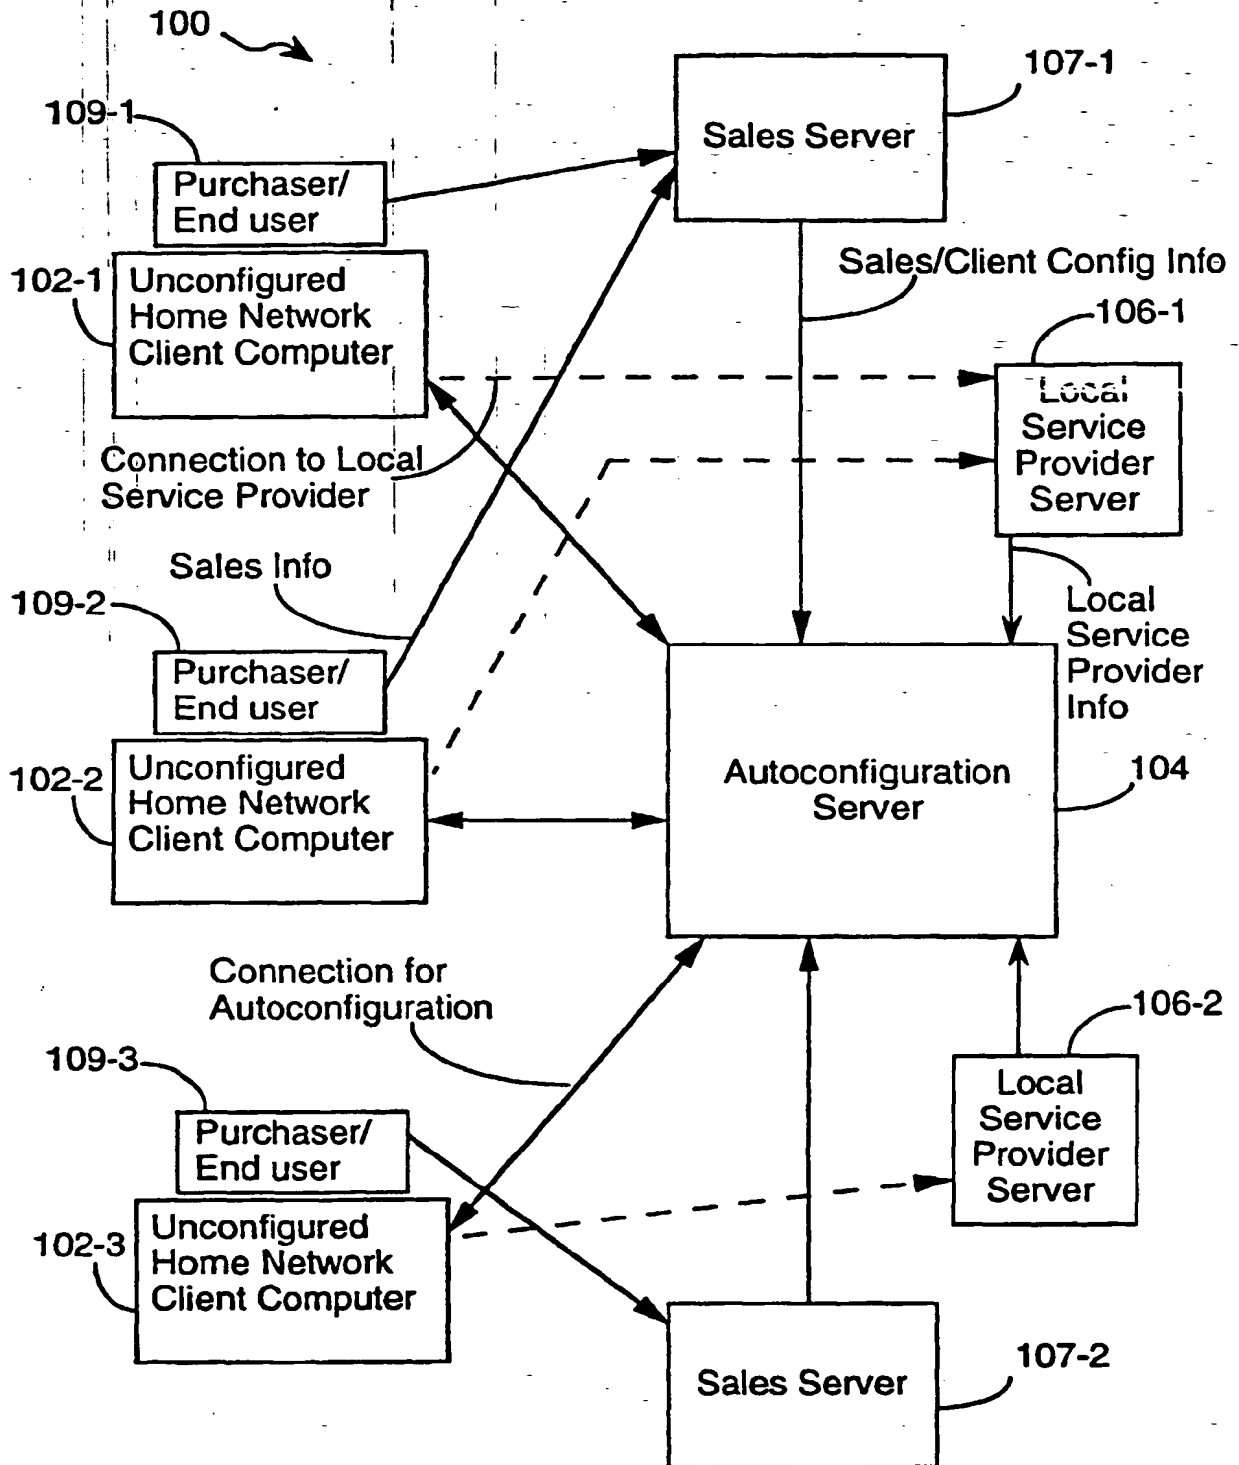 100
107-1
109-1
Sales Server
Purchaser/
End user
Sales/Client Config Info
102-1
Unconfigured
Home Network
Client Computer
106-1
Local
Service
Provider
Server
Connection to Local
Service Provider
Sales Info
109-2
Local
Service
Provider
Info
Purchaser/
End user
102-2
Unconfigured
Home Network
Client Computer
Autoconfiguration
Server
104
Connection for
Autoconfiguration
106-2
109-3
Local
Service
Provider
Server
Purchaser/
End user
102-3
Unconfigured
Home Network
Client Computer
107-2
Sales Server